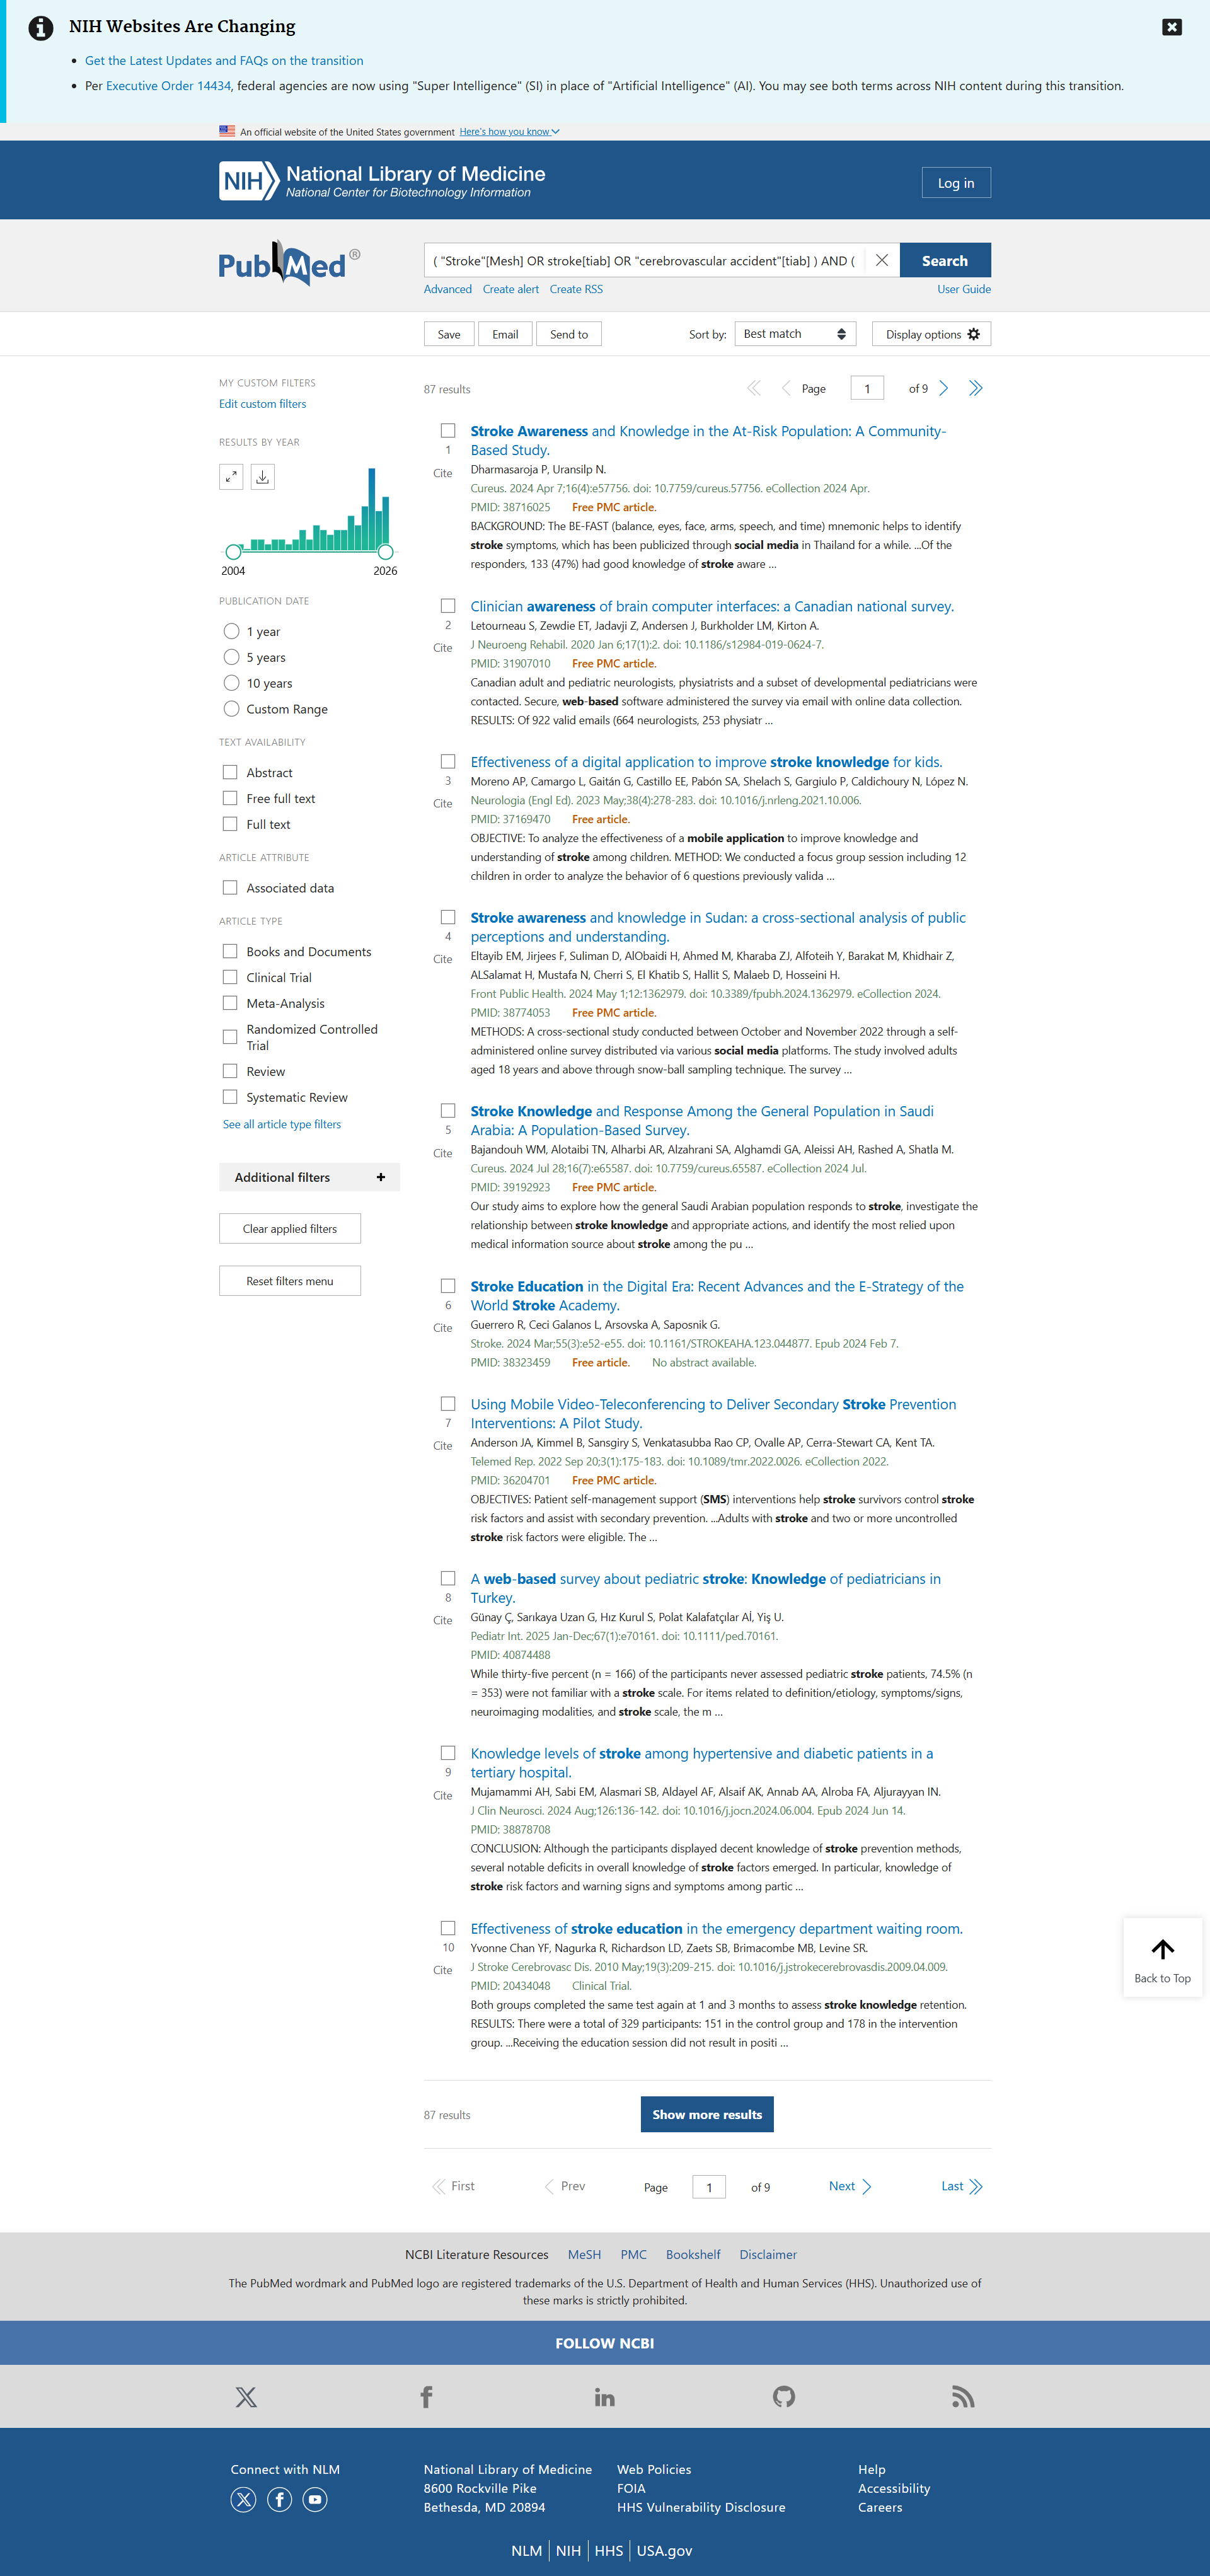 NIH Websites Are Changing
Get the Latest Updates and FAQs on the transition
Per Executive Order 14434, federal agencies are now using "Super Intelligence" (SI) in place of "Artificial Intelligence" (AI). You may see both terms across NIH content during this transition.
An official website of the United States government Here's how you know
NIH National Library of Medicine
National Center for Biotechnology Information
Log in
PubMed®
( "Stroke"[Mesh] OR stroke[tiab] OR "cerebrovascular accident"[tiab] ) AND (
Search
Advanced Create alert Create RSS User Guide
Save Email Send to Sort by: Best match Display options
MY CUSTOM FILTERS
Edit custom filters
RESULTS BY YEAR
2004 2026
PUBLICATION DATE
1 year
5 years
10 years
Custom Range
TEXT AVAILABILITY
Abstract
Free full text
Full text
ARTICLE ATTRIBUTE
Associated data
ARTICLE TYPE
Books and Documents
Clinical Trial
Meta-Analysis
Randomized Controlled
Trial
Review
Systematic Review
See all article type filters
Additional filters
Clear applied filters
Reset filters menu
87 results Page 1 of 9
Stroke Awareness and Knowledge in the At-Risk Population: A Community-
1
Based Study.
Cite
Dharmasaroja P, Uransilp N.
Cureus. 2024 Apr 7;16(4):e57756. doi: 10.7759/cureus.57756. eCollection 2024 Apr.
PMID: 38716025 Free PMC article.
BACKGROUND: The BE-FAST (balance, eyes, face, arms, speech, and time) mnemonic helps to identify
stroke symptoms, which has been publicized through social media in Thailand for a while. ...Of the
responders, 133 (47%) had good knowledge of stroke aware ...
Clinician awareness of brain computer interfaces: a Canadian national survey.
2
Letourneau S, Zewdie ET, Jadavji Z, Andersen J, Burkholder LM, Kirton A.
Cite
J Neuroeng Rehabil. 2020 Jan 6;17(1):2. doi: 10.1186/s12984-019-0624-7.
PMID: 31907010 Free PMC article.
Canadian adult and pediatric neurologists, physiatrists and a subset of developmental pediatricians were
contacted. Secure, web-based software administered the survey via email with online data collection.
RESULTS: Of 922 valid emails (664 neurologists, 253 physiatr ...
Effectiveness of a digital application to improve stroke knowledge for kids.
3
Moreno AP, Camargo L, Gaitán G, Castillo EE, Pabón SA, Shelach S, Gargiulo P, Caldichoury N, López N.
Cite
Neurologia (Engl Ed). 2023 May;38(4):278-283. doi: 10.1016/j.nrleng.2021.10.006.
PMID: 37169470 Free article.
OBJECTIVE: To analyze the effectiveness of a mobile application to improve knowledge and
understanding of stroke among children. METHOD: We conducted a focus group session including 12
children in order to analyze the behavior of 6 questions previously valida ...
Stroke awareness and knowledge in Sudan: a cross-sectional analysis of public
4
perceptions and understanding.
Cite
Eltayib EM, Jirjees F, Suliman D, AlObaidi H, Ahmed M, Kharaba ZJ, Alfoteih Y, Barakat M, Khidhair Z,
ALSalamat H, Mustafa N, Cherri S, El Khatib S, Hallit S, Malaeb D, Hosseini H.
Front Public Health. 2024 May 1;12:1362979. doi: 10.3389/fpubh.2024.1362979. eCollection 2024.
PMID: 38774053 Free PMC article.
METHODS: A cross-sectional study conducted between October and November 2022 through a self-
administered online survey distributed via various social media platforms. The study involved adults
aged 18 years and above through snow-ball sampling technique. The survey ...
Stroke Knowledge and Response Among the General Population in Saudi
5
Arabia: A Population-Based Survey.
Cite
Bajandouh WM, Alotaibi TN, Alharbi AR, Alzahrani SA, Alghamdi GA, Aleissi AH, Rashed A, Shatla M.
Cureus. 2024 Jul 28;16(7):e65587. doi: 10.7759/cureus.65587. eCollection 2024 Jul.
PMID: 39192923 Free PMC article.
Our study aims to explore how the general Saudi Arabian population responds to stroke, investigate the
relationship between stroke knowledge and appropriate actions, and identify the most relied upon
medical information source about stroke among the pu ...
Stroke Education in the Digital Era: Recent Advances and the E-Strategy of the
6
World Stroke Academy.
Cite
Guerrero R, Ceci Galanos L, Arsovska A, Saposnik G.
Stroke. 2024 Mar;55(3):e52-e55. doi: 10.1161/STROKEAHA.123.044877. Epub 2024 Feb 7.
PMID: 38323459 Free article. No abstract available.
Using Mobile Video-Teleconferencing to Deliver Secondary Stroke Prevention
7
Interventions: A Pilot Study.
Cite
Anderson JA, Kimmel B, Sansgiry S, Venkatasubba Rao CP, Ovalle AP, Cerra-Stewart CA, Kent TA.
Telemed Rep. 2022 Sep 20;3(1):175-183. doi: 10.1089/tmr.2022.0026. eCollection 2022.
PMID: 36204701 Free PMC article.
OBJECTIVES: Patient self-management support (SMS) interventions help stroke survivors control stroke
risk factors and assist with secondary prevention. ...Adults with stroke and two or more uncontrolled
stroke risk factors were eligible. The ...
A web-based survey about pediatric stroke: Knowledge of pediatricians in
8
Turkey.
Cite
Günay Ç, Sarıkaya Uzan G, Hız Kurul S, Polat Kalafatçılar Aİ, Yiş U.
Pediatr Int. 2025 Jan-Dec;67(1):e70161. doi: 10.1111/ped.70161.
PMID: 40874488
While thirty-five percent (n = 166) of the participants never assessed pediatric stroke patients, 74.5% (n
= 353) were not familiar with a stroke scale. For items related to definition/etiology, symptoms/signs,
neuroimaging modalities, and stroke scale, the m ...
Knowledge levels of stroke among hypertensive and diabetic patients in a
9
tertiary hospital.
Cite
Mujamammi AH, Sabi EM, Alasmari SB, Aldayel AF, Alsaif AK, Annab AA, Alroba FA, Aljurayyan IN.
J Clin Neurosci. 2024 Aug;126:136-142. doi: 10.1016/j.jocn.2024.06.004. Epub 2024 Jun 14.
PMID: 38878708
CONCLUSION: Although the participants displayed decent knowledge of stroke prevention methods,
several notable deficits in overall knowledge of stroke factors emerged. In particular, knowledge of
stroke risk factors and warning signs and symptoms among partic ...
Effectiveness of stroke education in the emergency department waiting room.
10
Yvonne Chan YF, Nagurka R, Richardson LD, Zaets SB, Brimacombe MB, Levine SR.
Cite
J Stroke Cerebrovasc Dis. 2010 May;19(3):209-215. doi: 10.1016/j.jstrokecerebrovasdis.2009.04.009.
PMID: 20434048 Clinical Trial.
Both groups completed the same test again at 1 and 3 months to assess stroke knowledge retention.
RESULTS: There were a total of 329 participants: 151 in the control group and 178 in the intervention
group. ...Receiving the education session did not result in positi ...
Back to Top
87 results Show more results
First Prev Page 1 of 9 Next Last
NCBI Literature Resources MeSH PMC Bookshelf Disclaimer
The PubMed wordmark and PubMed logo are registered trademarks of the U.S. Department of Health and Human Services (HHS). Unauthorized use of
these marks is strictly prohibited.
FOLLOW NCBI
Connect with NLM
National Library of Medicine
8600 Rockville Pike
Bethesda, MD 20894
Web Policies
FOIA
HHS Vulnerability Disclosure
Help
Accessibility
Careers
NLM NIH HHS USA.gov